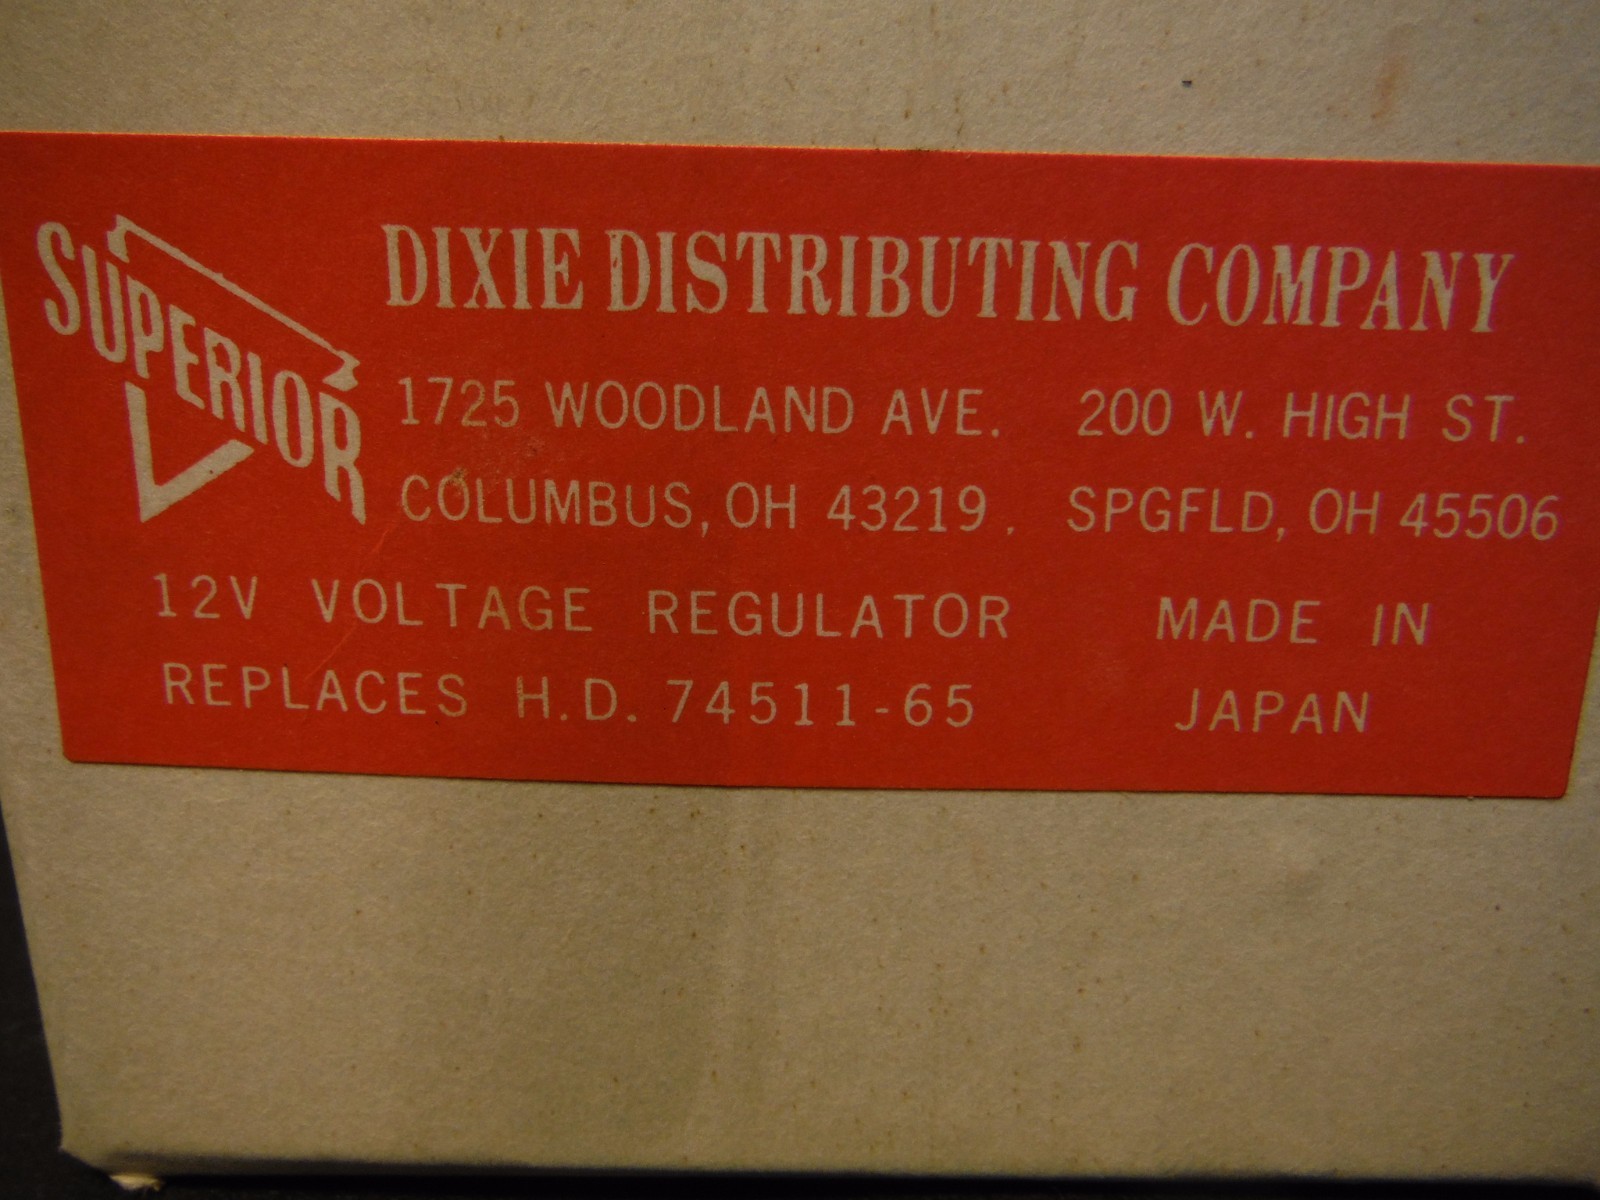 SUPERIOR
DIXIE DISTRIBUTING COMPANY
1725 WOODLAND AVE. 200 W. HIGH ST.
COLUMBUS, OH 43219. SPGFLD, OH 45506
12V VOLTAGE REGULATOR MADE IN
REPLACES H.D. 74511-65 JAPAN